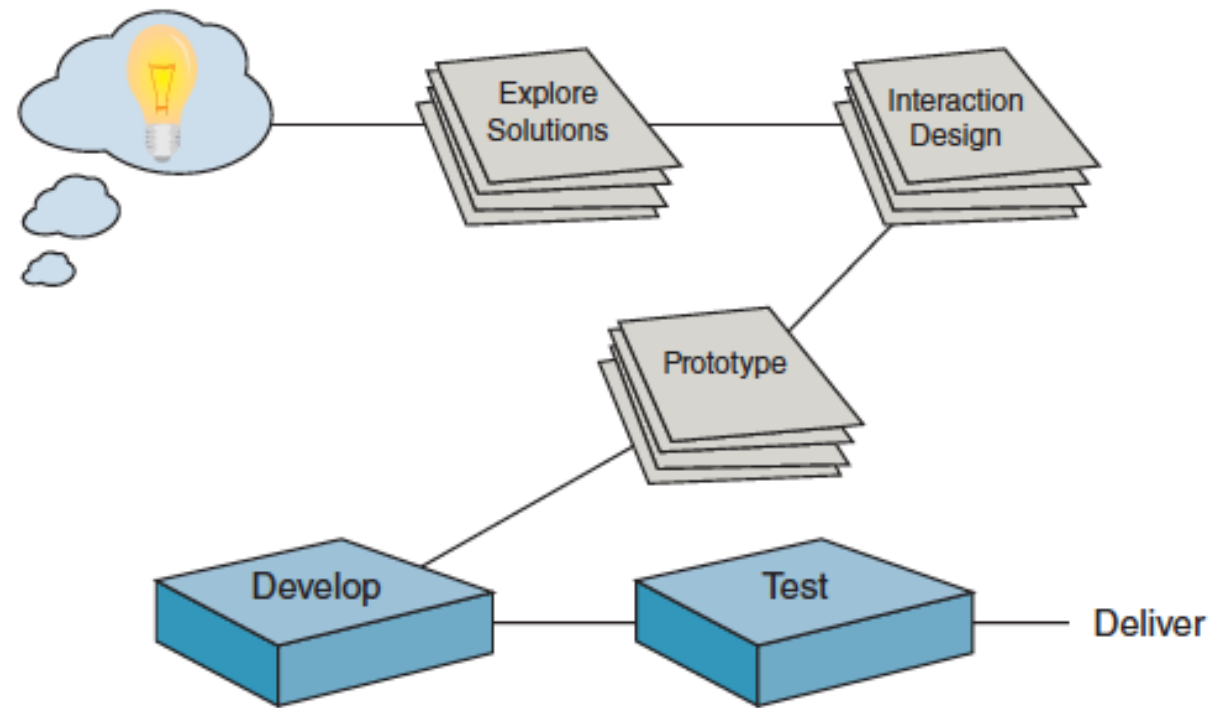 Explore
Solutions
Interaction
Design
Prototype
Develop
Test
Deliver